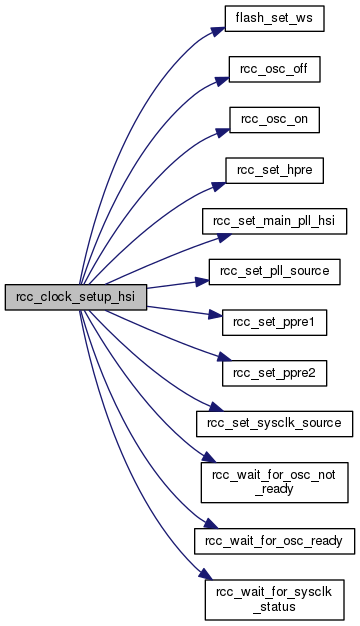 flash_set_ws
rcc_osc_off
rcc_osc_on
rcc_set_hpre
rcc_set_main_pll_hsi
rcc_set_pll_source
rcc_clock_setup_hsi
rcc_set_ppre1
rcc_set_ppre2
rcc_set_sysclk_source
rcc_wait_for_osc_not
_ready
rcc_wait_for_osc_ready
rcc_wait_for_sysclk
_status